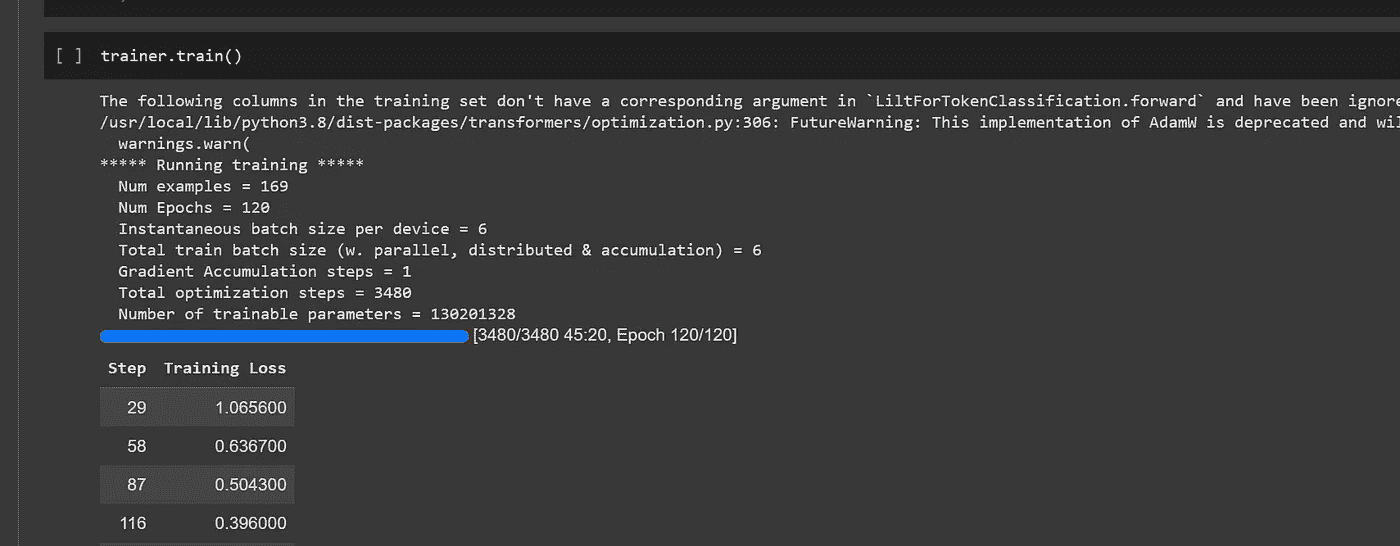 [ ] trainer.train()
The following columns in the training set don't have a corresponding argument in `LiltForTokenClassification.forward` and have been
/usr/local/lib/python3.8/dist-packages/transformers/optimization.py:306: FutureWarning: This implementation of AdamW is deprecated and
warnings.warn(
***** Running training *****
Num examples = 169
Num Epochs = 120
Instantaneous batch size per device = 6
Total train batch size (w. parallel, distributed & accumulation) = 6
Gradient Accumulation steps = 1
Total optimization steps = 3480
Number of trainable parameters = 130201328
[3480/3480 45:20, Epoch 120/120]
Step Training Loss
29 1.065600
58 0.636700
87 0.504300
116 0.396000